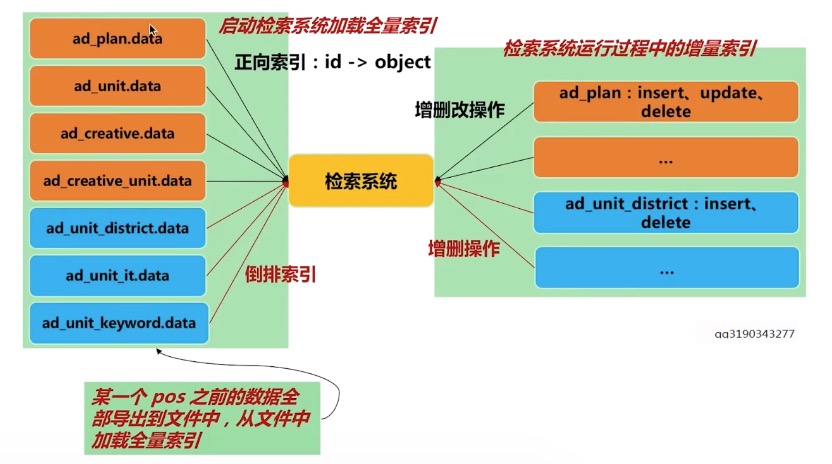 启动检索系统加载全量索引
正向索引：id -> object
ad_plan.data
ad_unit.data
ad_creative.data
ad_creative_unit.data
ad_unit_district.data
ad_unit_it.data
ad_unit_keyword.data
倒排索引
检索系统
检索系统运行过程中的增量索引
增删改操作
ad_plan：insert、update、
delete
...
ad_unit_district：insert、
delete
...
增删操作
qq3190343277
某一个 pos 之前的数据全
部导出到文件中，从文件中
加载全量索引